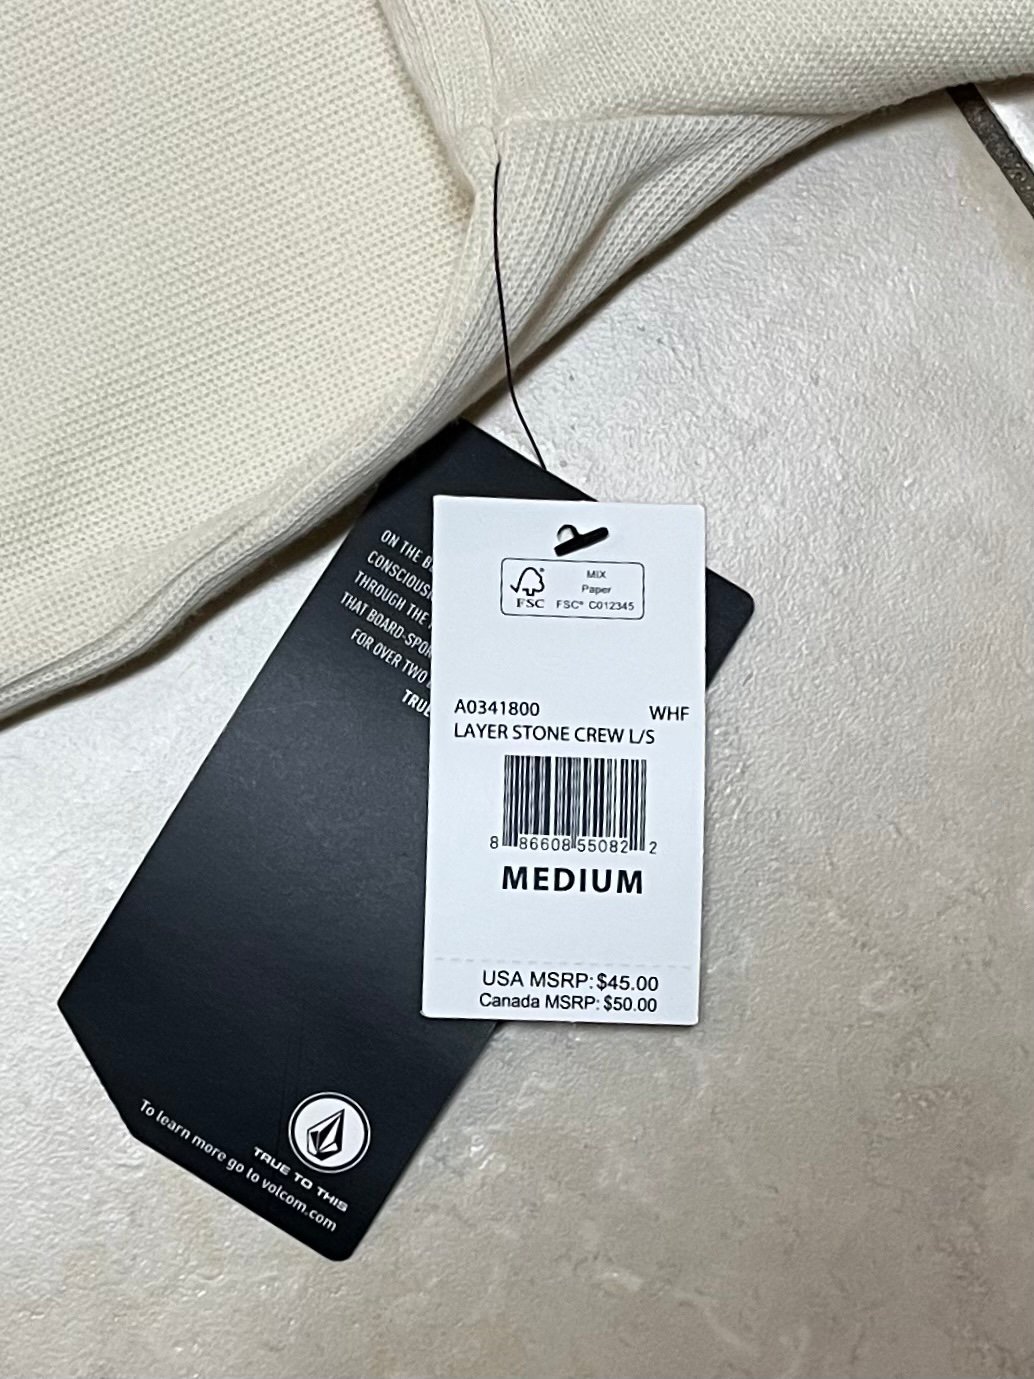 ON THE
CONSCIOUS
THROUGH THE
THAT BOARD-SPOR
FOR OVER TWO
TRUE
MIX
Paper
FSC® C012345
FSC
A0341800 WHF
LAYER STONE CREW L/S
8 86608 55082 2
MEDIUM
USA MSRP: $45.00
Canada MSRP: $50.00
TRUE TO THIS
To learn more go to volcom.com